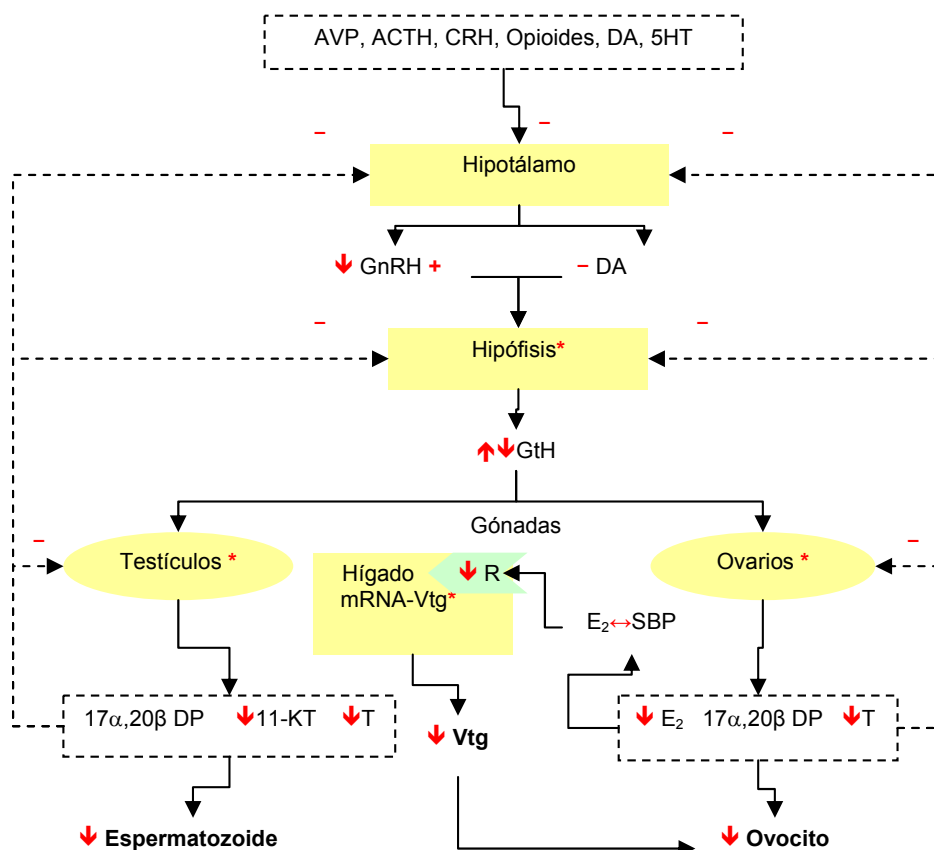 AVP, ACTH, CRH, Opioides, DA, 5HT
– – –
Hipotálamo
↓ GnRH + – DA
– –
Hipófisis*
↑↓GtH
Gónadas
– –
Testículos * Ovarios *
Hígado ↓ R
mRNA-Vtg*
E₂↔SBP
17α,20β DP ↓11-KT ↓T
↓ E₂ 17α,20β DP ↓T
↓ Vtg
↓ Espermatozoide ↓ Ovocito